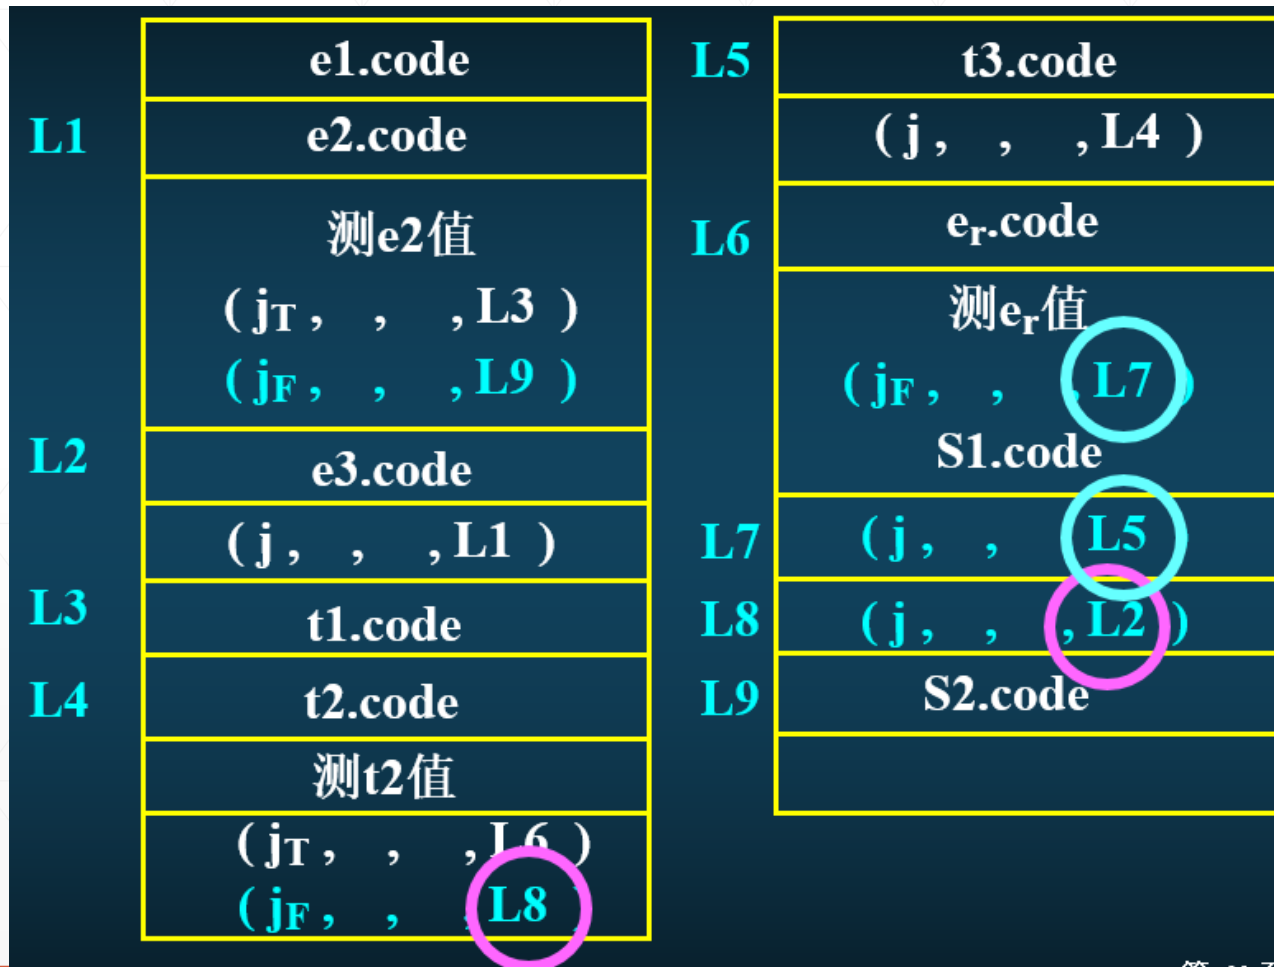 e1.code
L1 e2.code
测e2值
( jT , , , L3 )
( jF , , , L9 )
L2 e3.code
( j , , , L1 )
L3 t1.code
L4 t2.code
测t2值
( jT , , , L6 )
( jF , , , L8 )
L5 t3.code
( j , , , L4 )
L6 er.code
测er值
( jF , , , L7 )
S1.code
L7 ( j , , L5
L8 ( j , , , L2 )
L9 S2.code